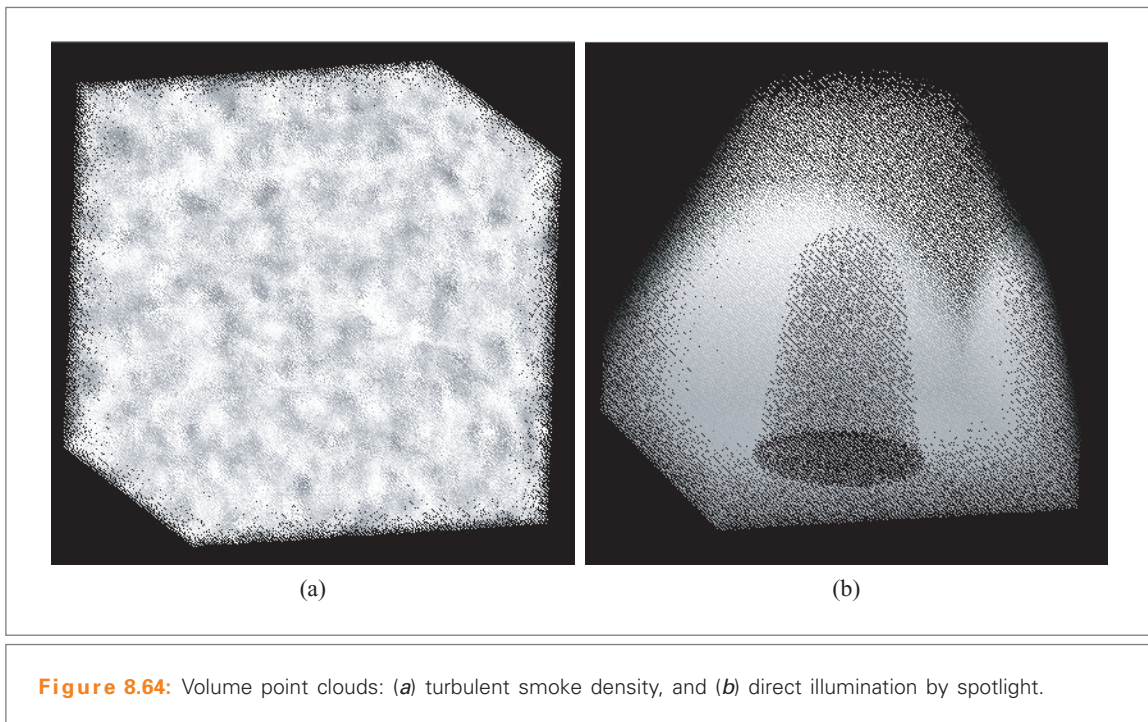 (a)
(b)
Figure 8.64: Volume point clouds: (a) turbulent smoke density, and (b) direct illumination by spotlight.